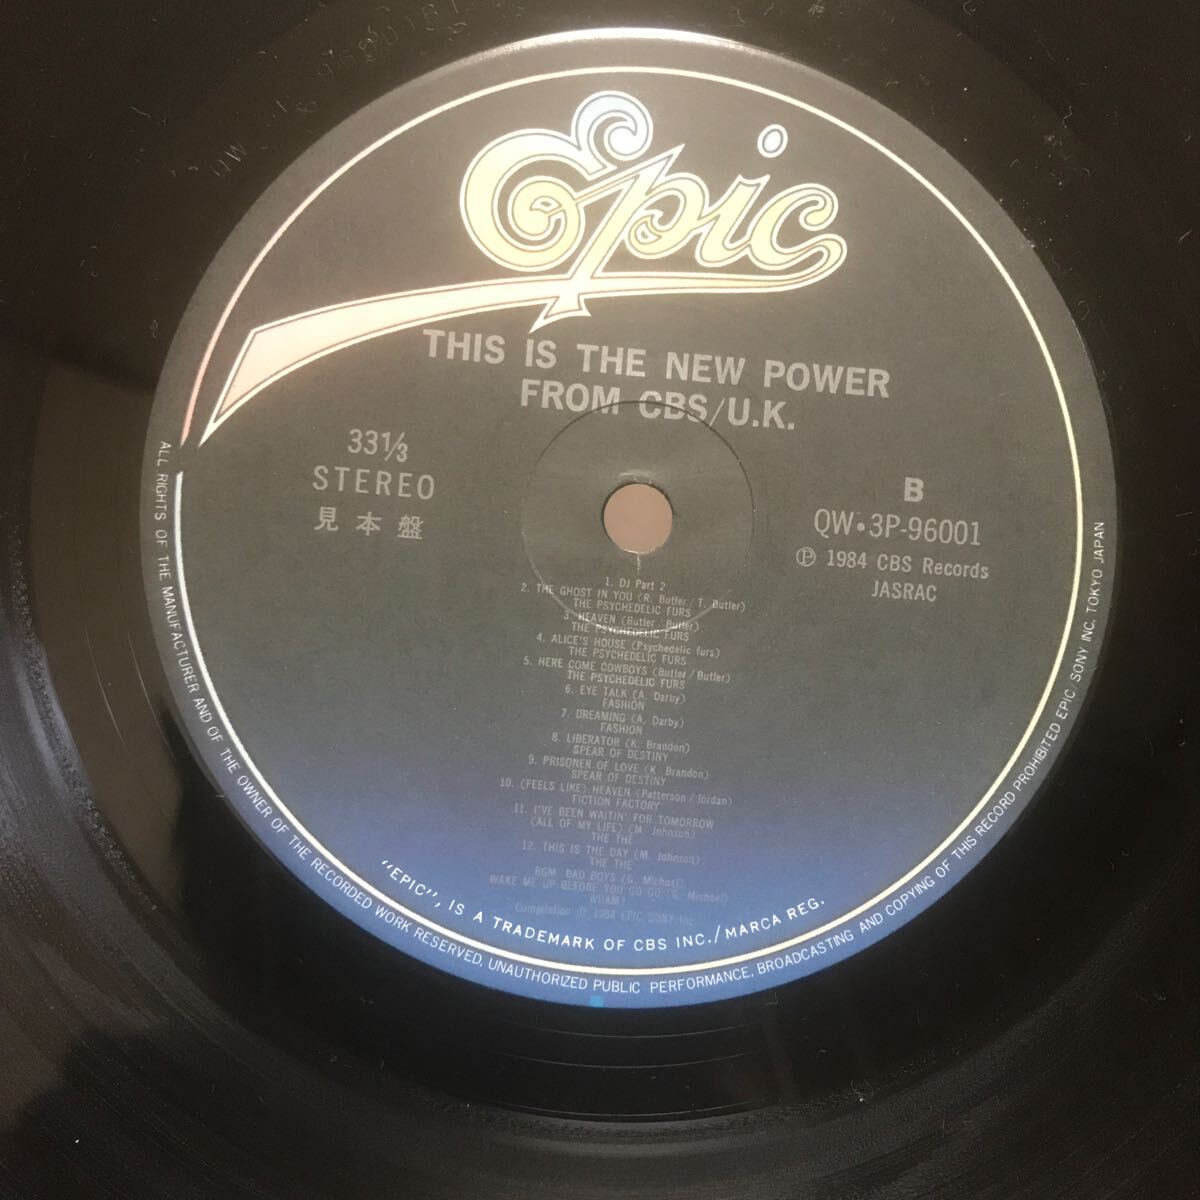 Epic
THIS IS THE NEW POWER
FROM CBS/U.K.
33⅓
STEREO
見本盤
B
QW•3P-96001
Ⓟ 1984 CBS Records
JASRAC
1. DJ Part 2
2. THE GHOST IN YOU (R. Butler/T. Butler)
THE PSYCHEDELIC FURS
3. HEAVEN (Butler/Butler)
THE PSYCHEDELIC FURS
4. ALICE'S HOUSE (Psychedelic furs)
THE PSYCHEDELIC FURS
5. HERE COME COWBOYS (Butler/Butler)
THE PSYCHEDELIC FURS
6. EYE TALK (A. Darby)
FASHION
7. DREAMING (A. Darby)
FASHION
8. LIBERATOR (K. Brandon)
SPEAR OF DESTINY
9. PRISONER OF LOVE (K. Brandon)
SPEAR OF DESTINY
10. (FEELS LIKE) HEAVEN (Patterson/Jordan)
FICTION FACTORY
11. I'VE BEEN WAITIN' FOR TOMORROW
(ALL OF MY LIFE) (M. Johnson)
THE THE
12. THIS IS THE DAY (M. Johnson)
THE THE
BGM BAD BOYS (G. Michael)
WAKE ME UP BEFORE YOU GO GO (G. Michael)
WHAM!
Compilation Ⓟ 1984 EPIC/SONY Inc.
"EPIC", IS A TRADEMARK OF CBS INC./MARCA REG.
ALL RIGHTS OF THE MANUFACTURER AND OF THE OWNER OF THE RECORDED WORK RESERVED, UNAUTHORIZED PUBLIC PERFORMANCE, BROADCASTING AND COPYING OF THIS RECORD PROHIBITED EPIC/SONY INC. TOKYO JAPAN